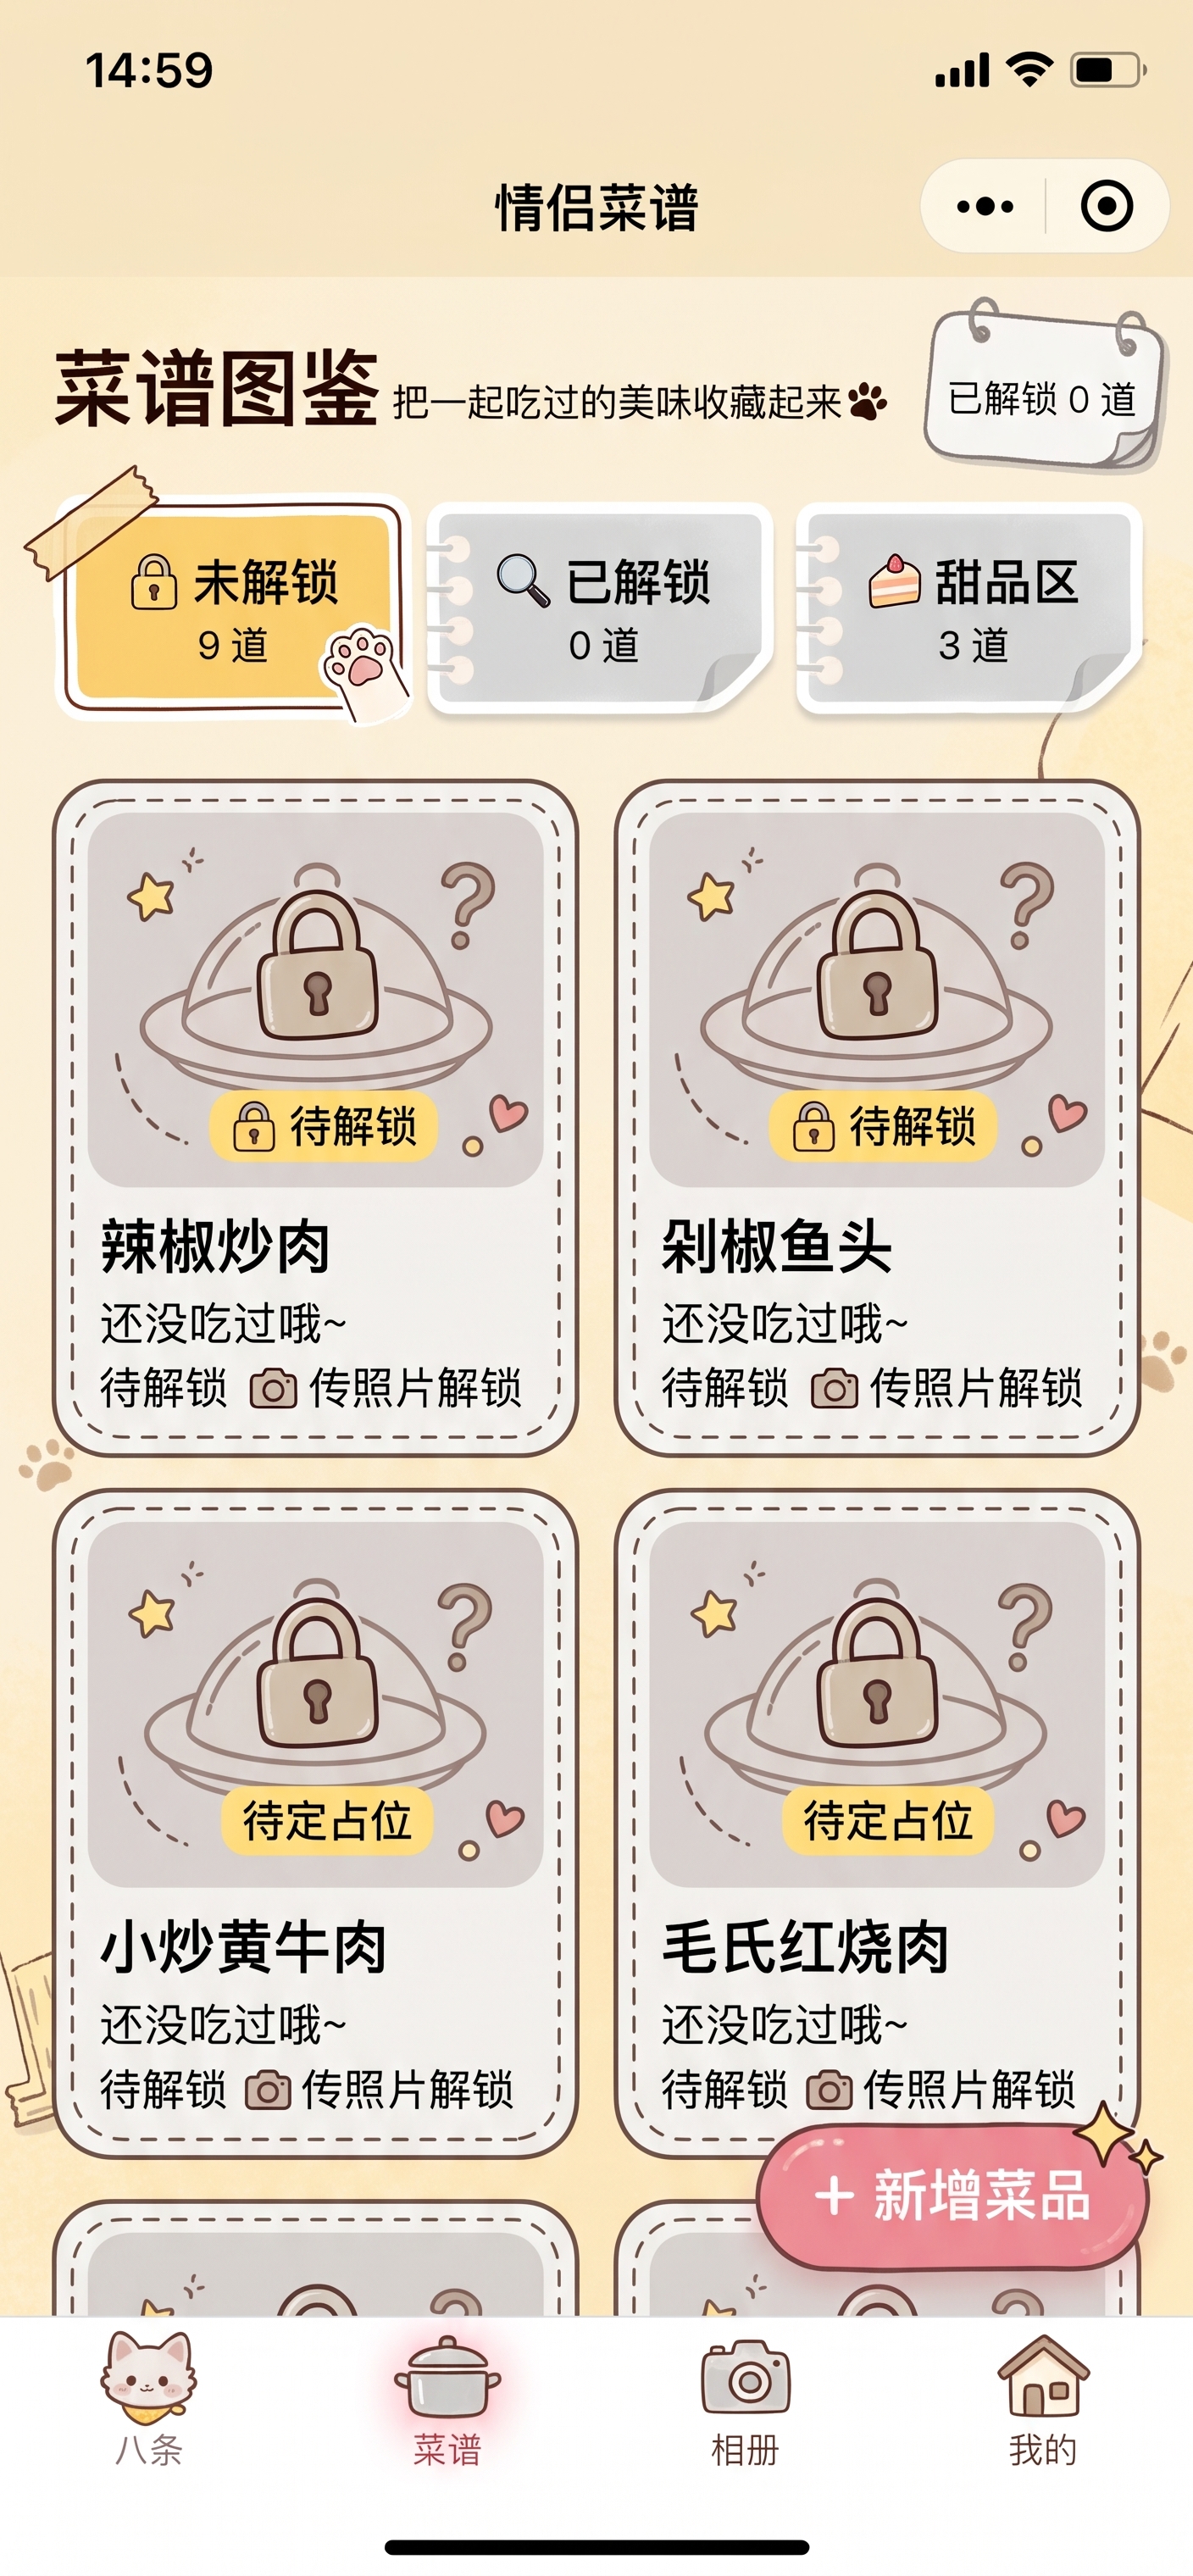 14:59
情侣菜谱
菜谱图鉴 把一起吃过的美味收藏起来
已解锁 0 道
未解锁
9 道
已解锁
0 道
甜品区
3 道
待解锁
辣椒炒肉
还没吃过哦~
待解锁 传照片解锁
待解锁
剁椒鱼头
还没吃过哦~
待解锁 传照片解锁
待定占位
小炒黄牛肉
还没吃过哦~
待解锁 传照片解锁
待定占位
毛氏红烧肉
还没吃过哦~
待解锁 传照片解锁
+ 新增菜品
八条
菜谱
相册
我的